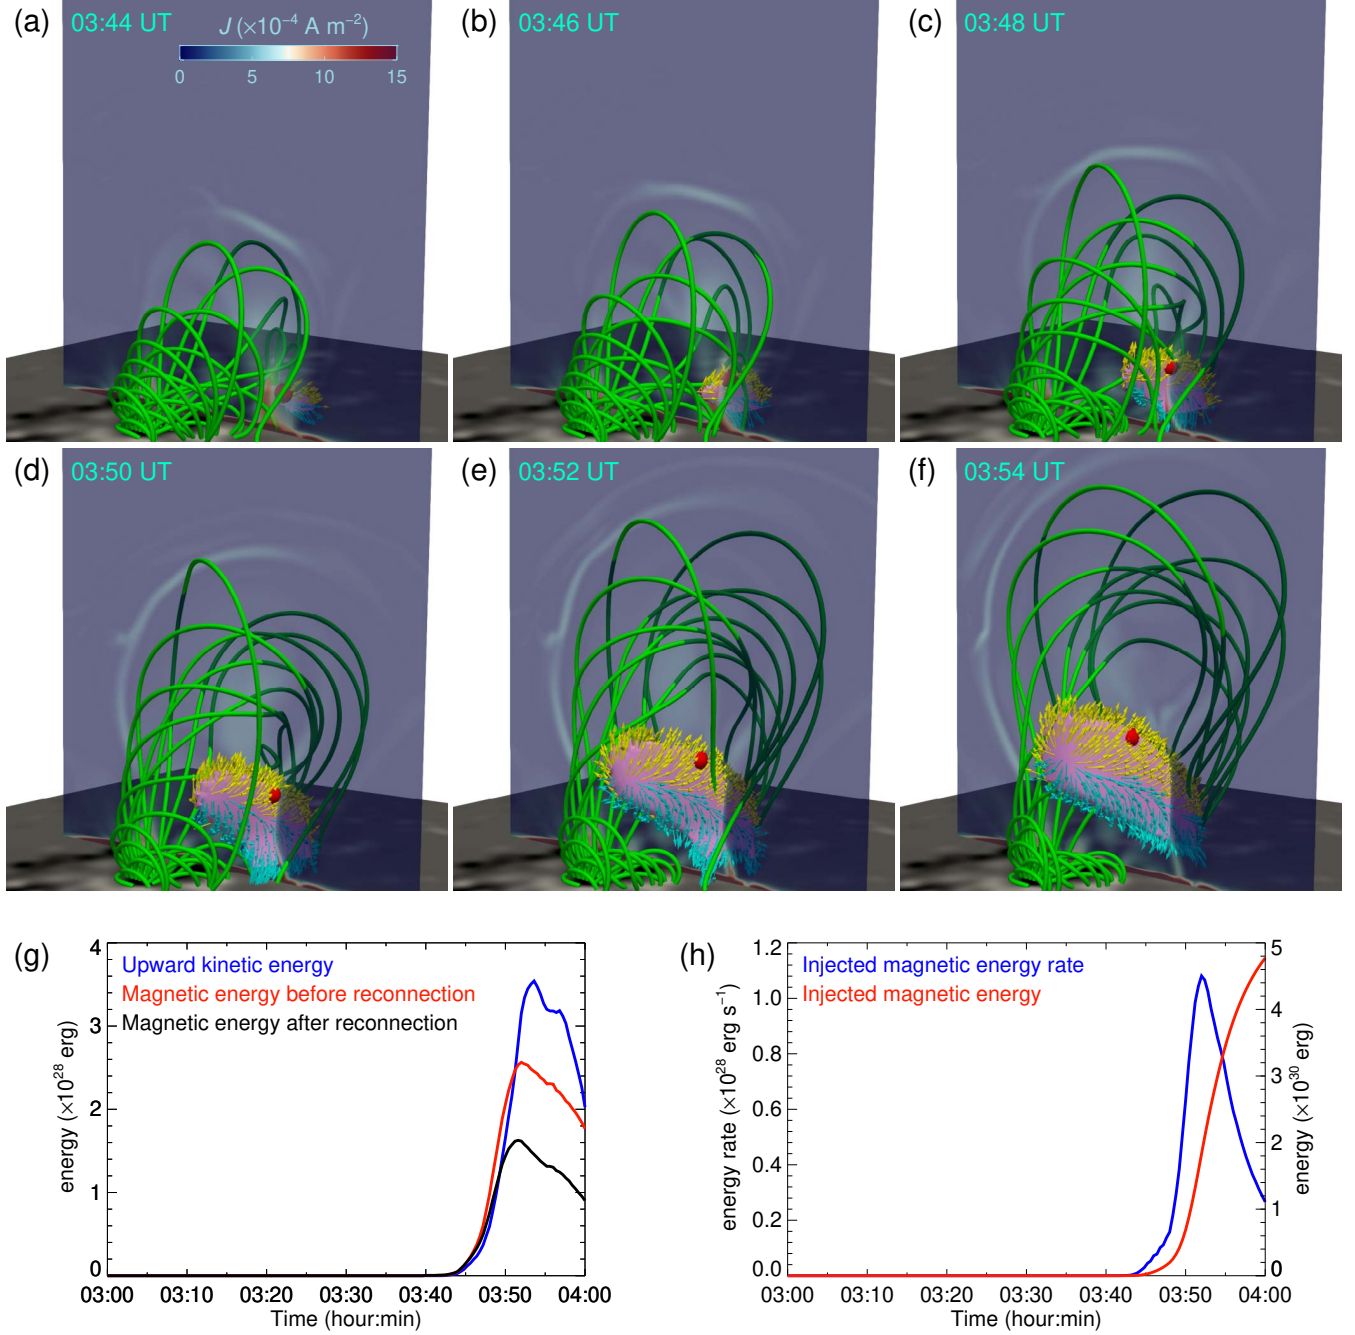 (a) 03:44 UT
J (×10⁻⁴ A m⁻²)
0 5 10 15
(b) 03:46 UT
(c) 03:48 UT
(d) 03:50 UT
(e) 03:52 UT
(f) 03:54 UT
(g)
Upward kinetic energy
Magnetic energy before reconnection
Magnetic energy after reconnection
energy (×10²⁸ erg)
4
3
2
1
0
03:00 03:10 03:20 03:30 03:40 03:50 04:00
Time (hour:min)
(h)
Injected magnetic energy rate
Injected magnetic energy
energy rate (×10²⁸ erg s⁻¹)
1.2
1.0
0.8
0.6
0.4
0.2
0.0
5
4
3
2
1
0
energy (×10³⁰ erg)
03:00 03:10 03:20 03:30 03:40 03:50 04:00
Time (hour:min)